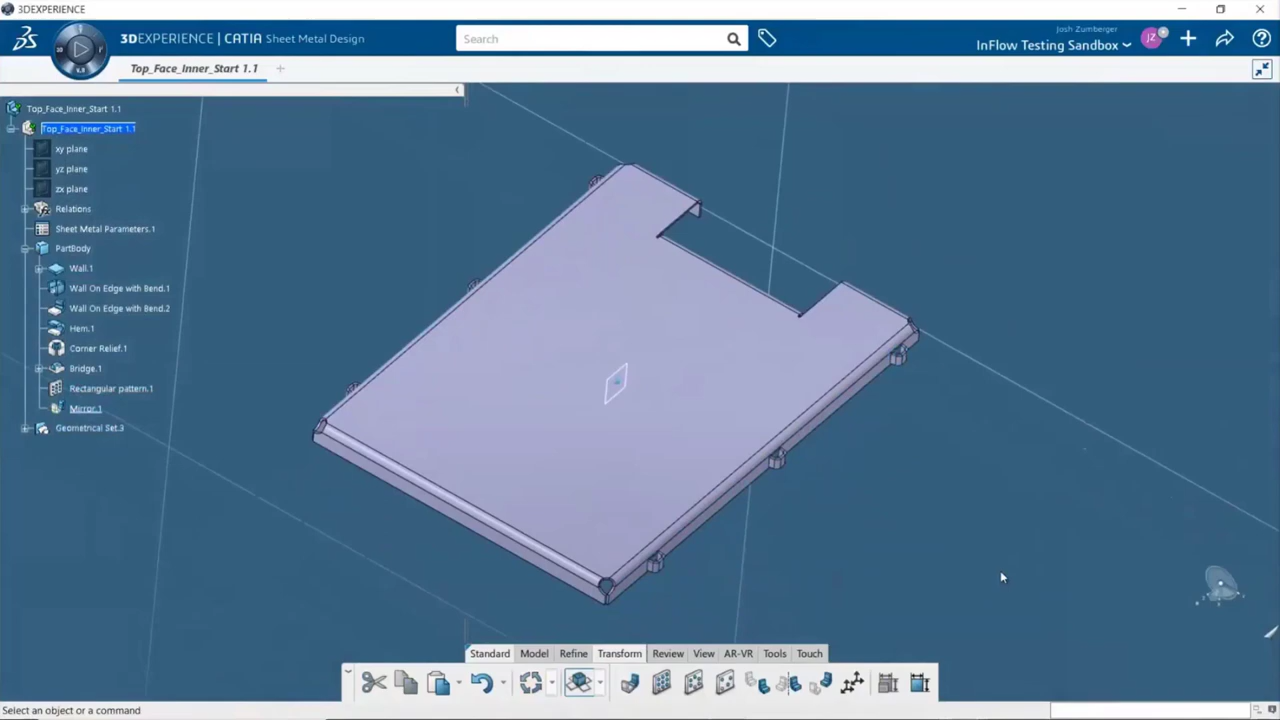 3DEXPERIENCE
3DEXPERIENCE | CATIA Sheet Metal Design
Search
Josh Zumberger
InFlow Testing Sandbox
JZ
Top_Face_Inner_Start 1.1
Top_Face_Inner_Start 1.1
Top_Face_Inner_Start 1.1
xy plane
yz plane
zx plane
Relations
Sheet Metal Parameters.1
PartBody
Wall.1
Wall On Edge with Bend.1
Wall On Edge with Bend.2
Hem.1
Corner Relief.1
Bridge.1
Rectangular pattern.1
Mirror.1
Geometrical Set.3
Standard Model Refine Transform Review View AR-VR Tools Touch
Select an object or a command